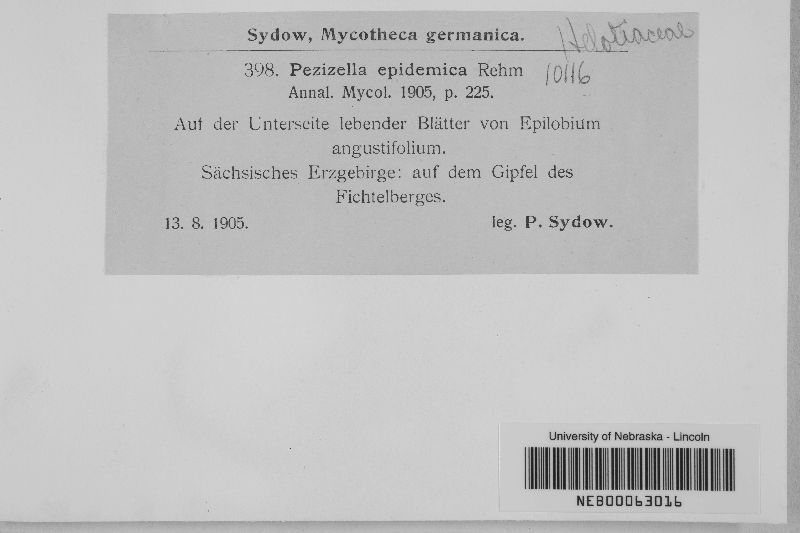 Sydow, Mycotheca germanica.
Helotiaceae
398. Pezizella epidemica Rehm
10116
Annal. Mycol. 1905, p. 225.
Auf der Unterseite lebender Blätter von Epilobium
angustifolium.
Sächsisches Erzgebirge: auf dem Gipfel des
Fichtelberges.
13. 8. 1905. leg. P. Sydow.
University of Nebraska - Lincoln
NEB00063016